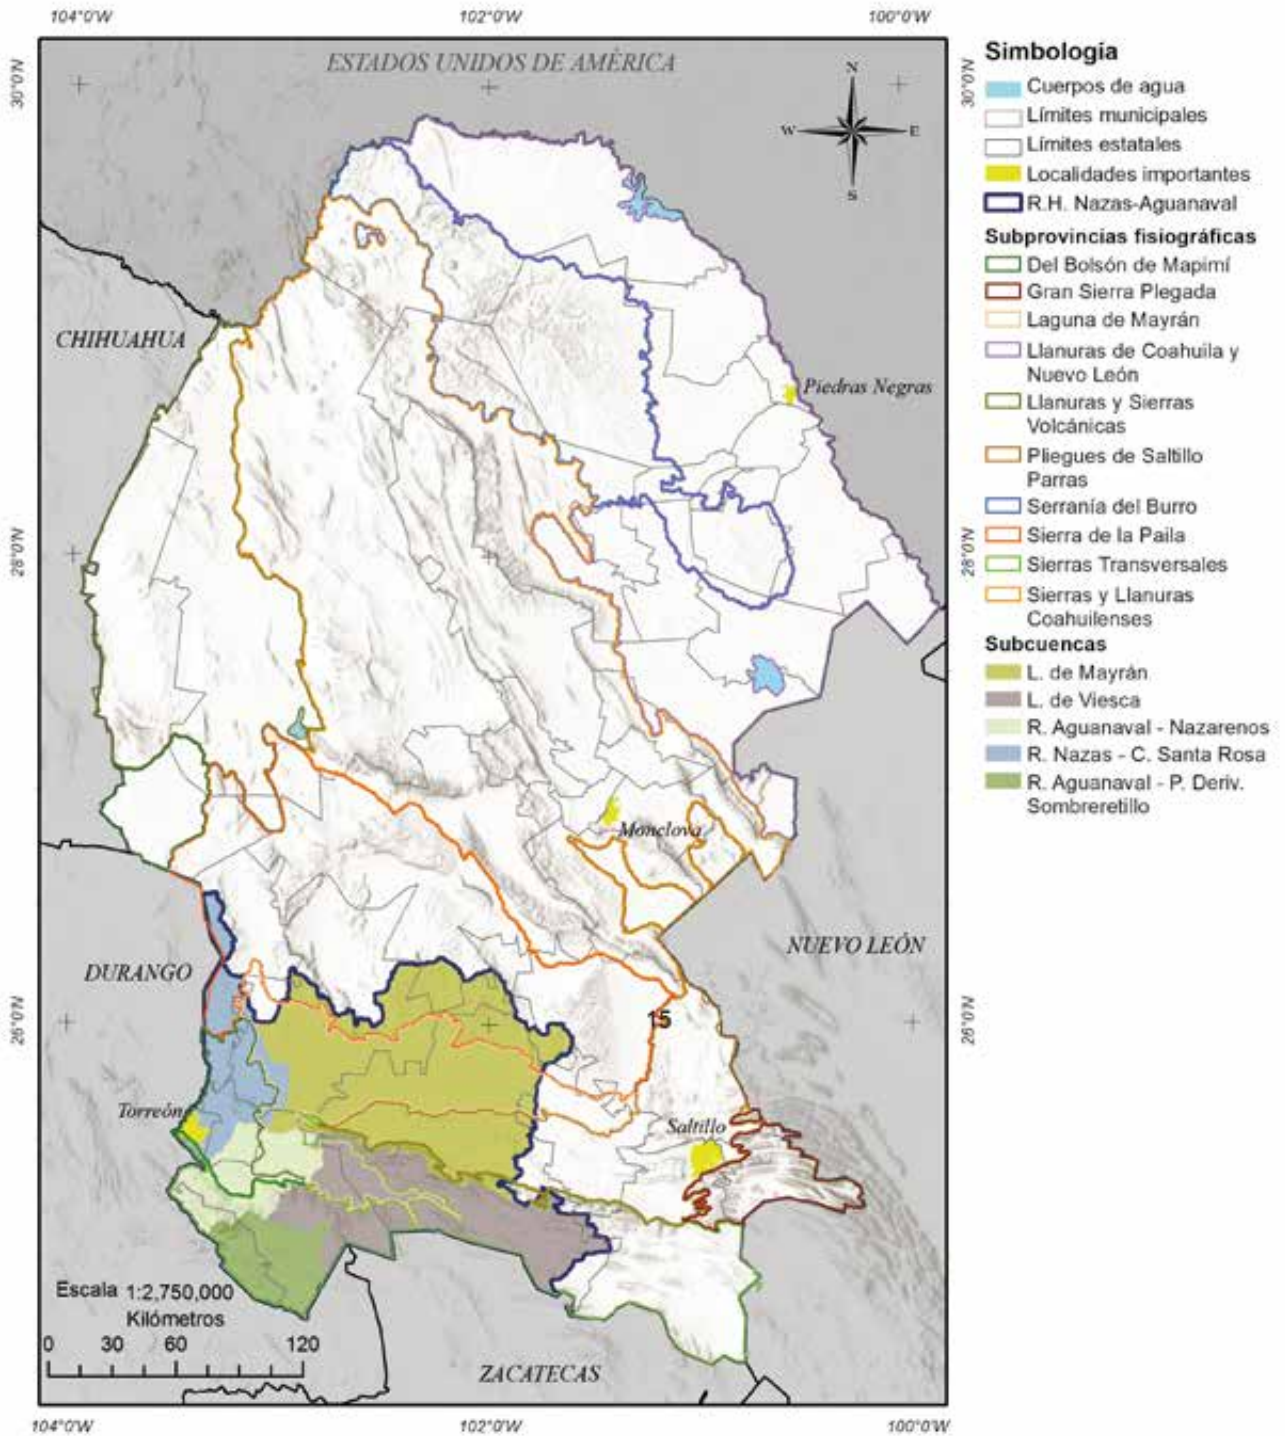 104°0'W 102°0'W 100°0'W
30°0'N
30°0'N
28°0'N
28°0'N
26°0'N
26°0'N
ESTADOS UNIDOS DE AMÉRICA
N
W E
S
CHIHUAHUA
Piedras Negras
Monclova
NUEVO LEÓN
DURANGO
15
Torreón
Saltillo
Escala 1:2,750,000
Kilómetros
0 30 60 120
ZACATECAS
104°0'W 102°0'W 100°0'W
Simbología
Cuerpos de agua
Límites municipales
Límites estatales
Localidades importantes
R.H. Nazas-Aguanaval
Subprovincias fisiográficas
Del Bolsón de Mapimí
Gran Sierra Plegada
Laguna de Mayrán
Llanuras de Coahuila y
Nuevo León
Llanuras y Sierras
Volcánicas
Pliegues de Saltillo
Parras
Serranía del Burro
Sierra de la Paila
Sierras Transversales
Sierras y Llanuras
Coahuilenses
Subcuencas
L. de Mayrán
L. de Viesca
R. Aguanaval - Nazarenos
R. Nazas - C. Santa Rosa
R. Aguanaval - P. Deriv.
Sombreretillo